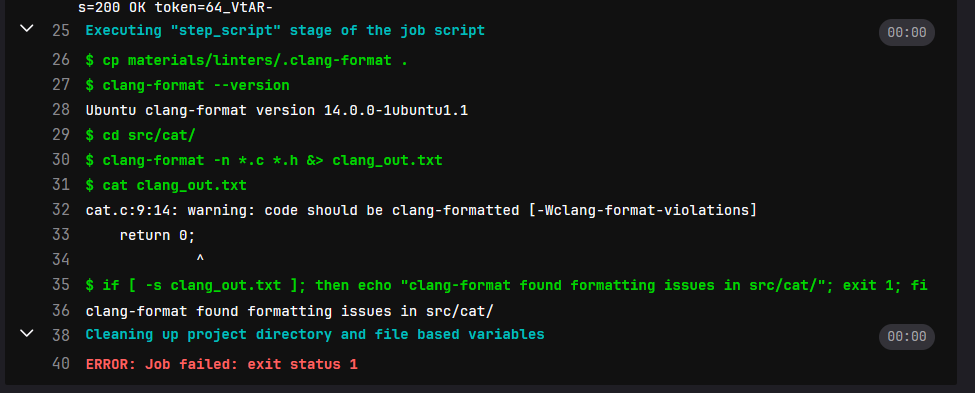 s=200 OK token=64_VtAR-
25 Executing "step_script" stage of the job script 00:00
26 $ cp materials/linters/.clang-format .
27 $ clang-format --version
28 Ubuntu clang-format version 14.0.0-1ubuntu1.1
29 $ cd src/cat/
30 $ clang-format -n *.c *.h &> clang_out.txt
31 $ cat clang_out.txt
32 cat.c:9:14: warning: code should be clang-formatted [-Wclang-format-violations]
33     return 0;
34              ^
35 $ if [ -s clang_out.txt ]; then echo "clang-format found formatting issues in src/cat/"; exit 1; fi
36 clang-format found formatting issues in src/cat/
38 Cleaning up project directory and file based variables 00:00
40 ERROR: Job failed: exit status 1